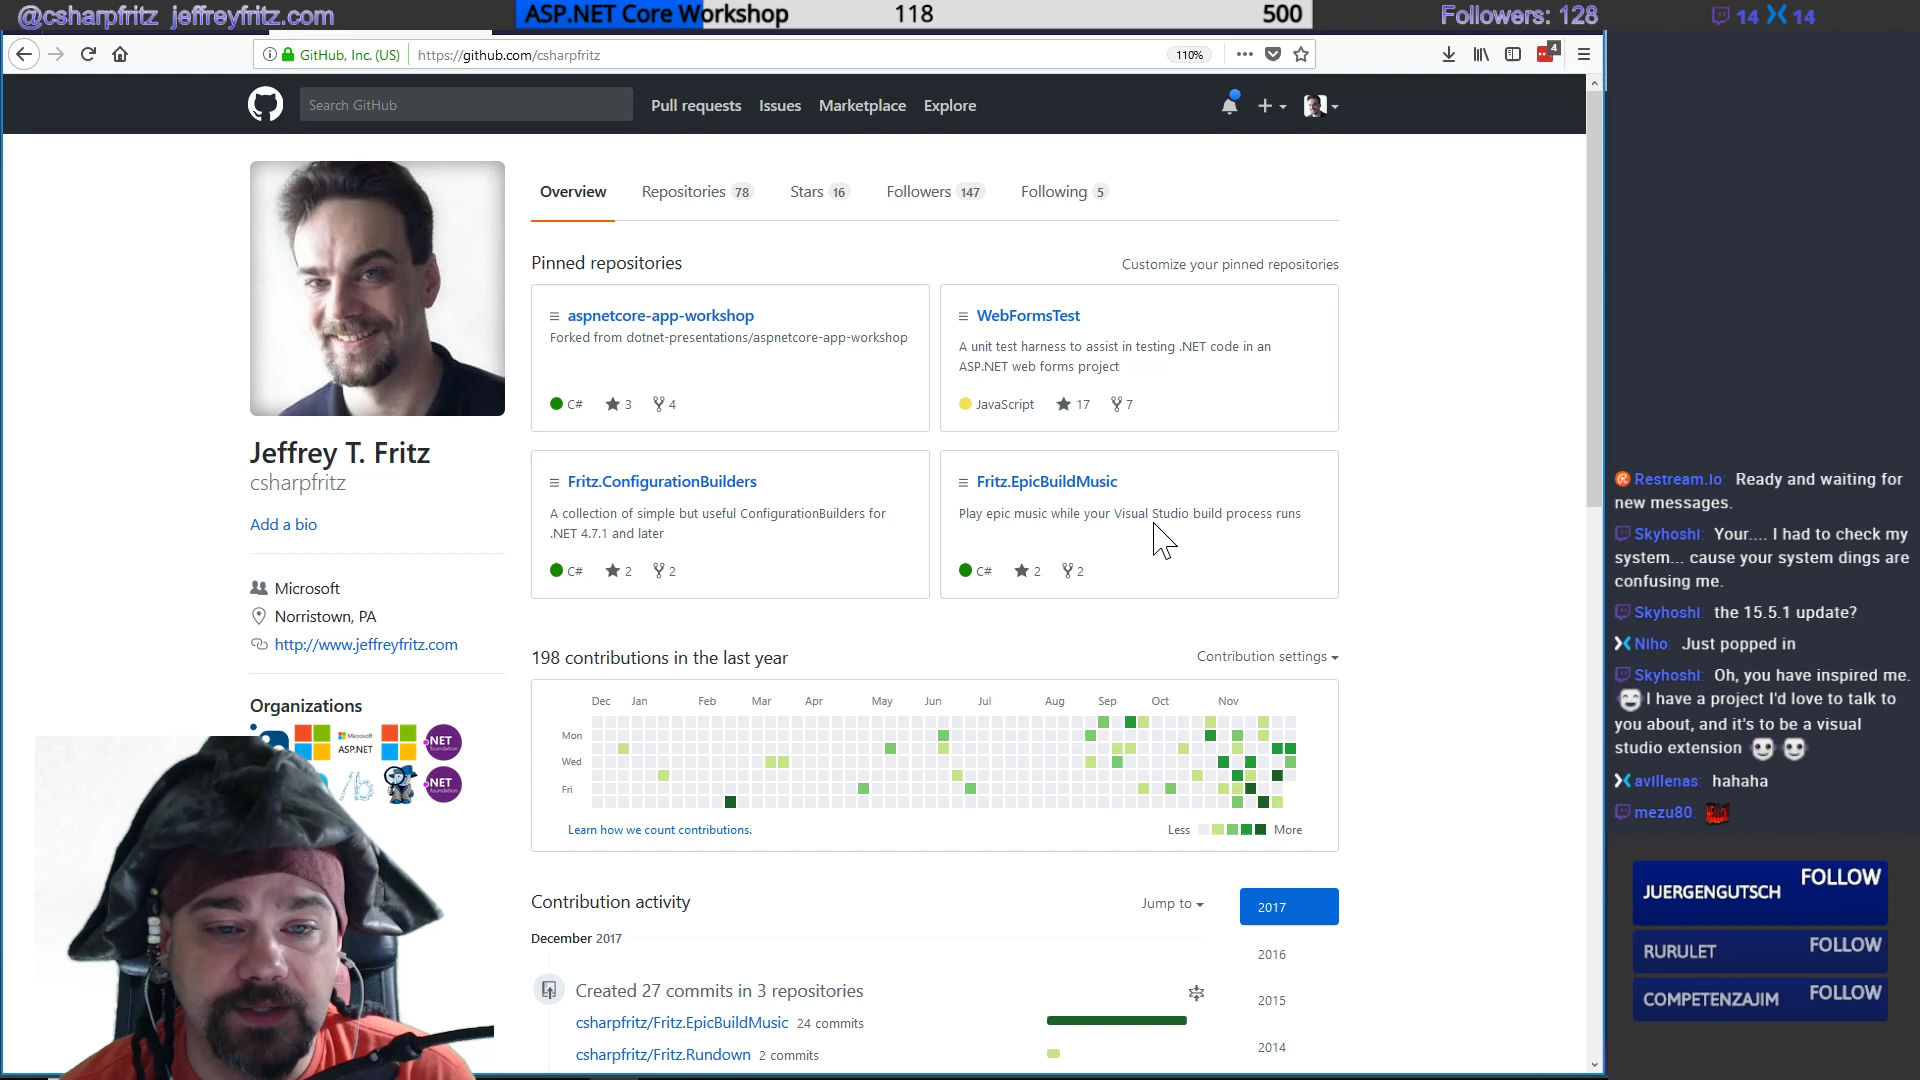 @csharpfritz jeffreyfritz.com
ASP.NET Core Workshop 118 500
Followers: 128
14 14
GitHub, Inc. (US) https://github.com/csharpfritz
110%
4
Search GitHub
Pull requests Issues Marketplace Explore
Overview Repositories 78 Stars 16 Followers 147 Following 5
Pinned repositories
Customize your pinned repositories
aspnetcore-app-workshop
Forked from dotnet-presentations/aspnetcore-app-workshop
C# 3 4
WebFormsTest
A unit test harness to assist in testing .NET code in an
ASP.NET web forms project
JavaScript 17 7
Fritz.ConfigurationBuilders
A collection of simple but useful ConfigurationBuilders for
.NET 4.7.1 and later
C# 2 2
Fritz.EpicBuildMusic
Play epic music while your Visual Studio build process runs
C# 2 2
Jeffrey T. Fritz
csharpfritz
Add a bio
Microsoft
Norristown, PA
http://www.jeffreyfritz.com
Organizations
Microsoft
ASP.NET
.NET
.NET
198 contributions in the last year
Contribution settings
Dec Jan Feb Mar Apr May Jun Jul Aug Sep Oct Nov
Mon
Wed
Fri
Learn how we count contributions.
Less More
Contribution activity
Jump to
2017
2016
2015
2014
December 2017
Created 27 commits in 3 repositories
csharpfritz/Fritz.EpicBuildMusic 24 commits
csharpfritz/Fritz.Rundown 2 commits
Restream.Io: Ready and waiting for
new messages.
Skyhoshi: Your.... I had to check my
system... cause your system dings are
confusing me.
Skyhoshi: the 15.5.1 update?
Niho: Just popped in
Skyhoshi: Oh, you have inspired me.
I have a project I'd love to talk to
you about, and it's to be a visual
studio extension
avillenas: hahaha
mezu80: HELLO
JUERGENGUTSCH FOLLOW
RURULET FOLLOW
COMPETENZAJIM FOLLOW